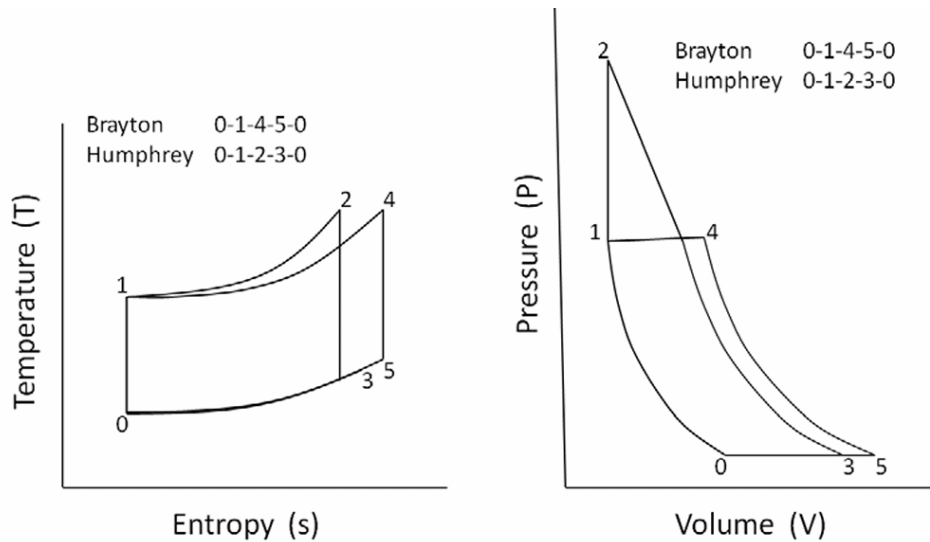 Brayton 0-1-4-5-0
Humphrey 0-1-2-3-0
Temperature (T)
2
4
1
3
5
0
Entropy (s)
Brayton 0-1-4-5-0
Humphrey 0-1-2-3-0
Pressure (P)
2
1
4
0
3
5
Volume (V)